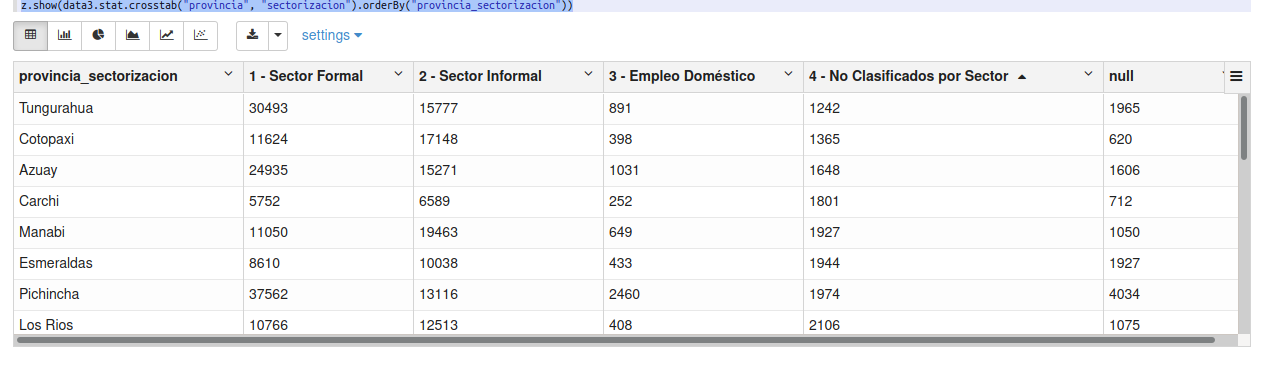 z.show(data3.stat.crosstab("provincia", "sectorizacion").orderBy("provincia_sectorizacion"))
settings
provincia_sectorizacion 1 - Sector Formal 2 - Sector Informal 3 - Empleo Doméstico 4 - No Clasificados por Sector null
Tungurahua 30493 15777 891 1242 1965
Cotopaxi 11624 17148 398 1365 620
Azuay 24935 15271 1031 1648 1606
Carchi 5752 6589 252 1801 712
Manabi 11050 19463 649 1927 1050
Esmeraldas 8610 10038 433 1944 1927
Pichincha 37562 13116 2460 1974 4034
Los Rios 10766 12513 408 2106 1075